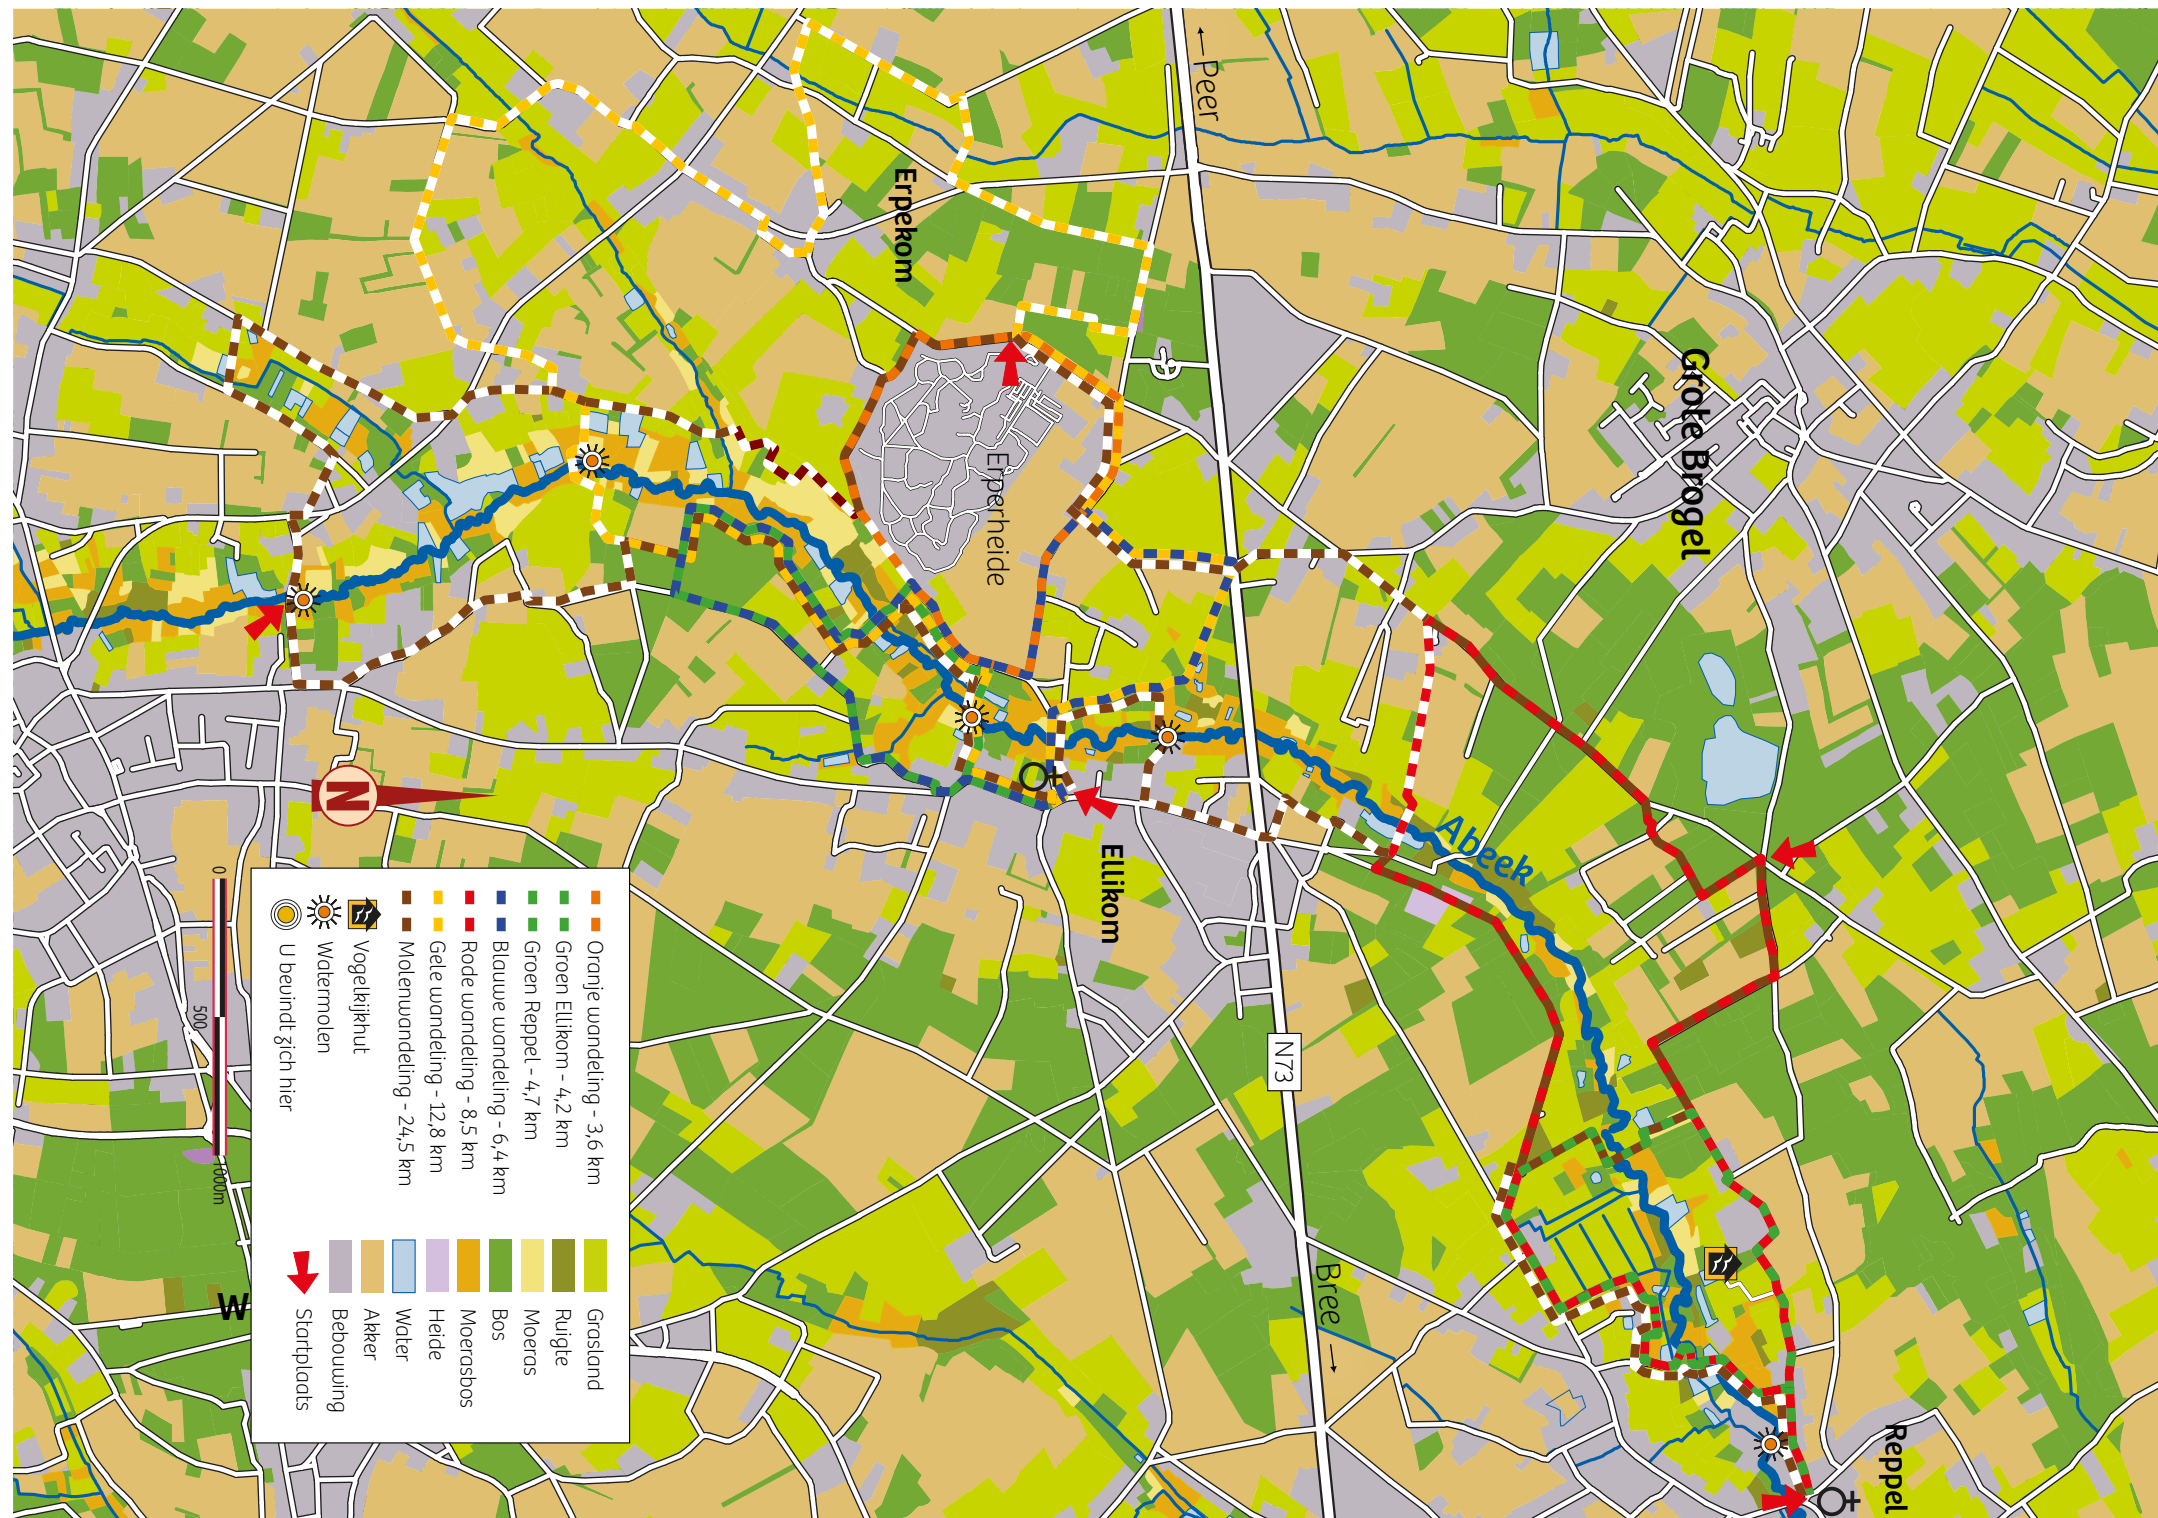 ← Peer
Erpekom
Grote Brogel
Erperheide
Abeek
Ellikom
N73
Bree →
Reppel
N
0
500
1000m
W
Oranje wandeling - 3,6 km
Groen Ellikom - 4,2 km
Groen Reppel - 4,7 km
Blauwe wandeling - 6,4 km
Rode wandeling - 8,5 km
Gele wandeling - 12,8 km
Molenwandeling - 24,5 km
Vogelkijkhut
Watermolen
U bevindt zich hier
Grasland
Ruigte
Moeras
Bos
Moerasbos
Heide
Water
Akker
Bebouwing
Startplaats